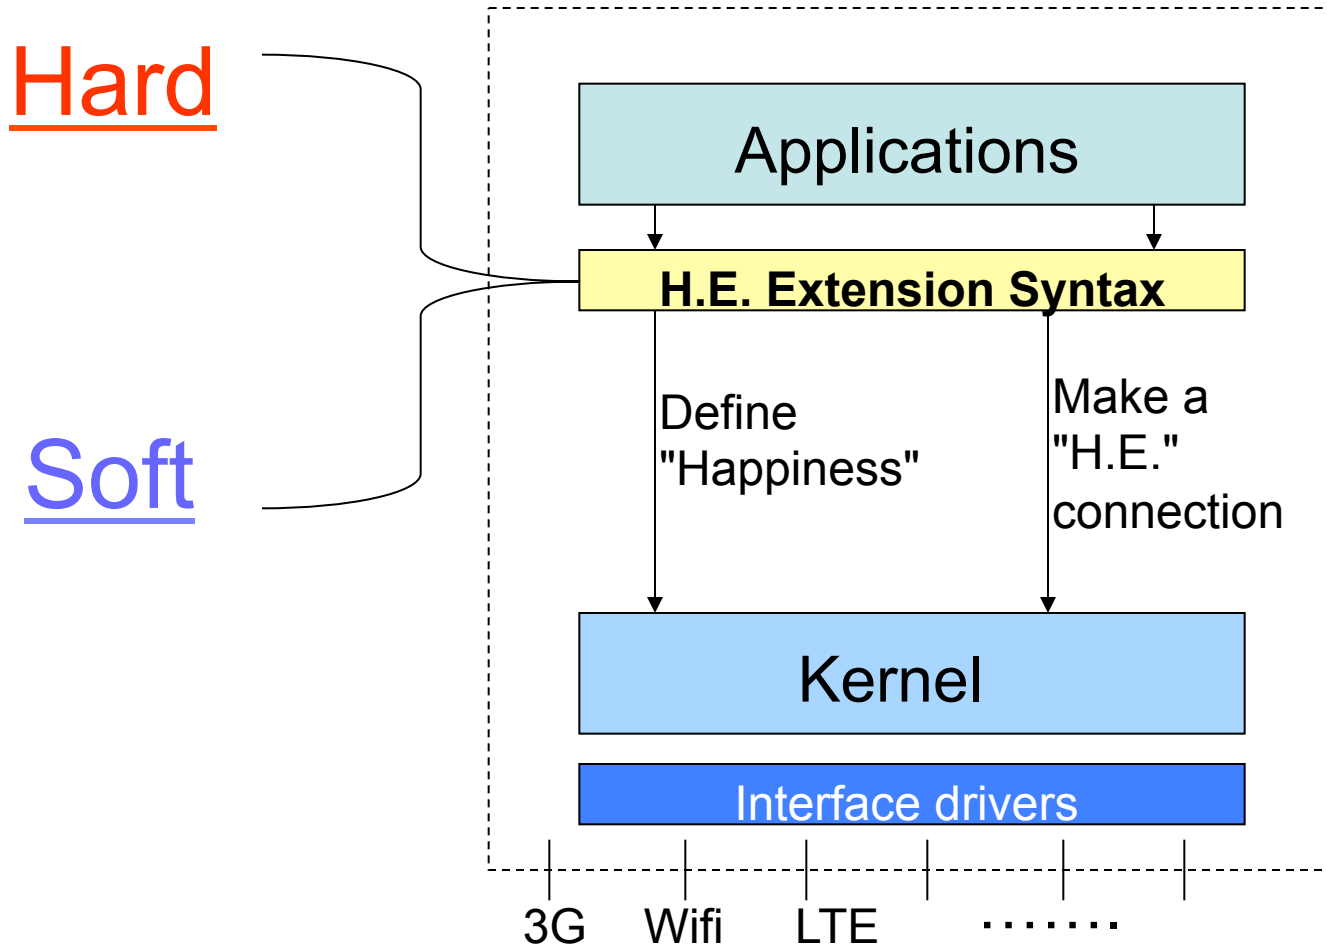 Hard
Soft
Applications
H.E. Extension Syntax
Define
"Happiness"
Make a
"H.E."
connection
Kernel
Interface drivers
3G Wifi LTE .......